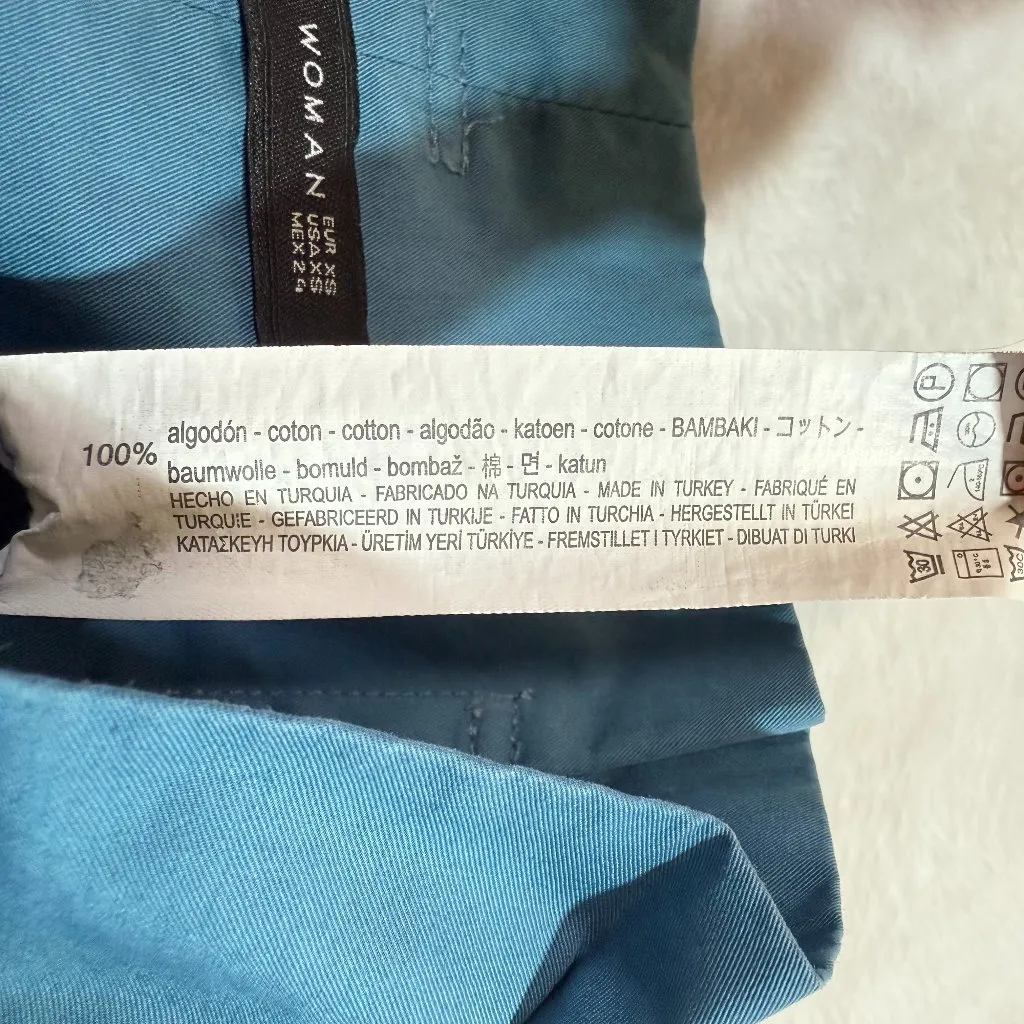 WOMAN
EUR XS
USA XS
MEX 24
100% algodón - coton - cotton - algodão - katoen - cotone - BAMBAKI - コットン -
baumwolle - bomuld - bombaž - 棉 - 면 - katun
HECHO EN TURQUIA - FABRICADO NA TURQUIA - MADE IN TURKEY - FABRIQUÉ EN
TURQUIE - GEFABRICEERD IN TURKIJE - FATTO IN TURCHIA - HERGESTELLT IN TÜRKEI
ΚΑΤΑΣΚΕΥΗ ΤΟΥΡΚΙΑ - ÜRETİM YERİ TÜRKİYE - FREMSTILLET I TYRKIET - DIBUAT DI TURKI
P
30